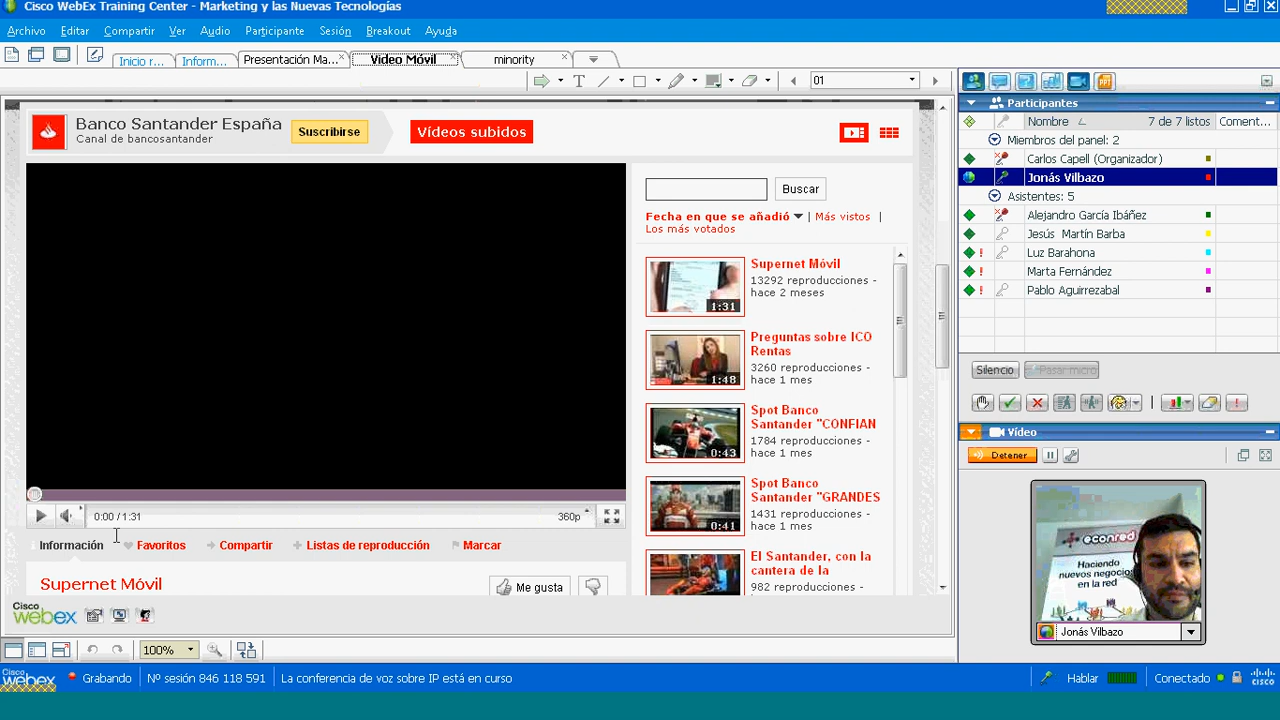 Cisco WebEx Training Center - Marketing y las Nuevas Tecnologías
Archivo Editar Compartir Ver Audio Participante Sesión Breakout Ayuda
Inicio r... Inform... Presentación Ma... Vídeo Móvil minority
01
Banco Santander España
Canal de bancosantander
Suscribirse
Vídeos subidos
Buscar
Fecha en que se añadió | Más vistos |
Los más votados
Supernet Móvil
13292 reproducciones -
hace 2 meses
1:31
Preguntas sobre ICO
Rentas
3260 reproducciones -
hace 1 mes
1:48
Spot Banco
Santander "CONFIAN
1784 reproducciones -
hace 1 mes
0:43
Spot Banco
Santander "GRANDES
1431 reproducciones -
hace 1 mes
0:41
El Santander, con la
cantera de la
982 reproducciones -
0:00 / 1:31
360p
Información Favoritos Compartir Listas de reproducción Marcar
Supernet Móvil
Me gusta
Cisco
webex
100%
Participantes
Nombre 7 de 7 listos Coment...
Miembros del panel: 2
Carlos Capell (Organizador)
Jonás Vilbazo
Asistentes: 5
Alejandro García Ibáñez
Jesús Martín Barba
Luz Barahona
Marta Fernández
Pablo Aguirrezabal
Silencio
Pasar micro
Vídeo
Detener
econred
Haciendo
nuevos negocios
en la red
Jonás Vilbazo
Cisco
webex
Grabando
Nº sesión 846 118 591
La conferencia de voz sobre IP está en curso
Hablar
Conectado
cisco